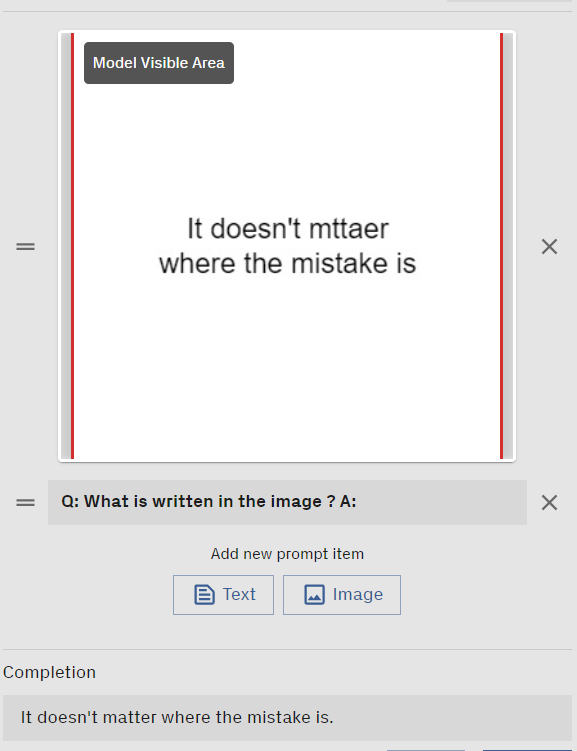 Model Visible Area
It doesn't mttaer
where the mistake is
Q: What is written in the image ? A:
Add new prompt item
Text
Image
Completion
It doesn't matter where the mistake is.